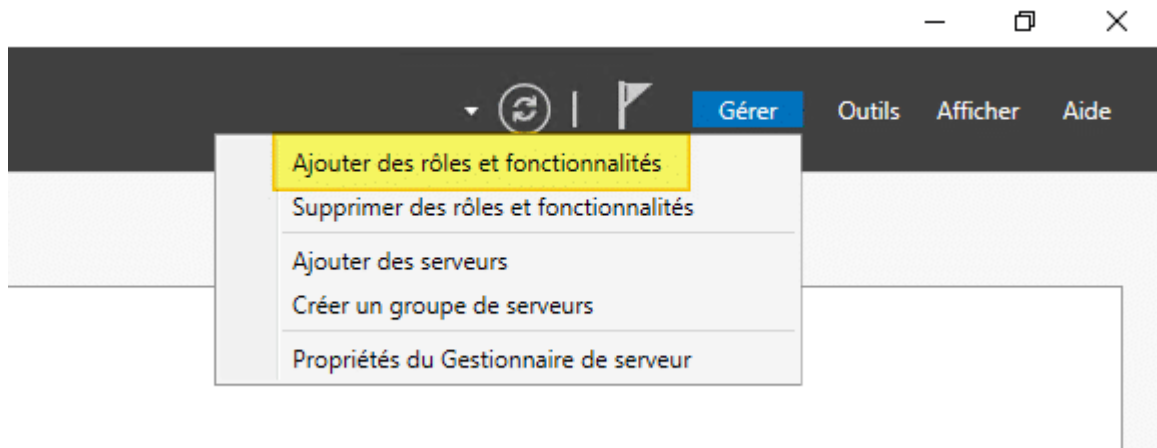 Gérer Outils Afficher Aide
Ajouter des rôles et fonctionnalités
Supprimer des rôles et fonctionnalités
Ajouter des serveurs
Créer un groupe de serveurs
Propriétés du Gestionnaire de serveur